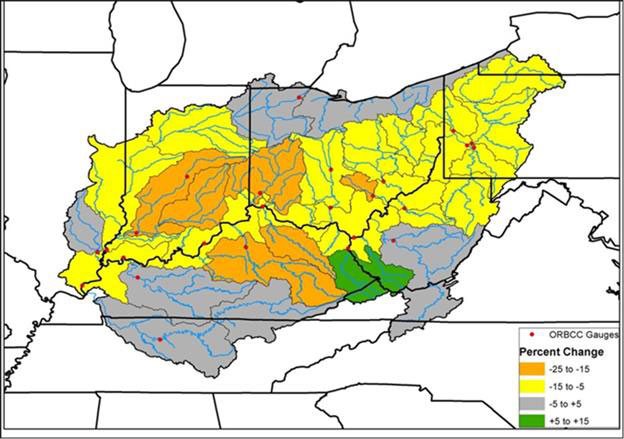 ORBCC Gauges
Percent Change
-25 to -15
-15 to -5
-5 to +5
+5 to +15